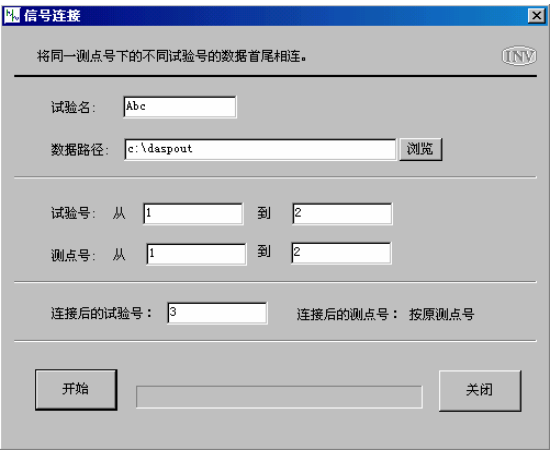 信号连接
将同一测点号下的不同试验号的数据首尾相连。
INV
试验名: Abc
数据路径: c:\daspout 浏览
试验号: 从 1 到 2
测点号: 从 1 到 2
连接后的试验号: 3 连接后的测点号: 按原测点号
开始 关闭